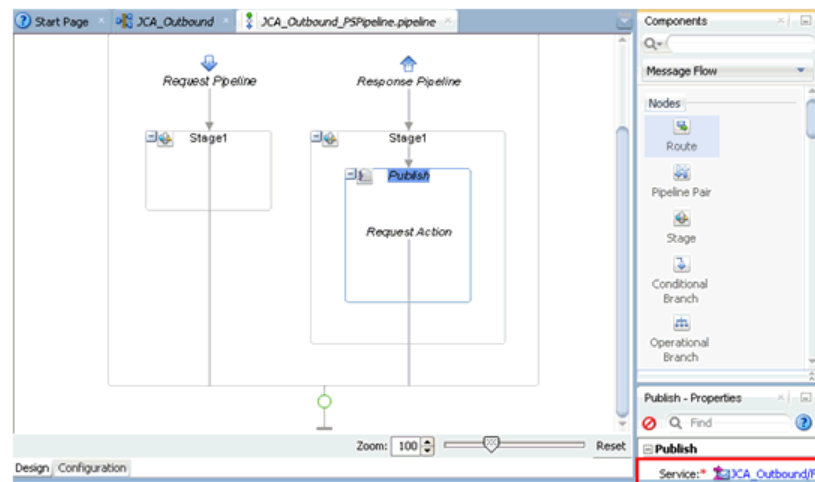 Start Page
JCA_Outbound
JCA_Outbound_PSPipeline.pipeline
Components
Message Flow
Nodes
Route
Pipeline Pair
Stage
Conditional
Branch
Operational
Branch
Request Pipeline
Response Pipeline
Stage1
Stage1
Publish
Request Action
Zoom: 100
Reset
Design
Configuration
Publish - Properties
Find
Publish
Service:* JCA_Outbound/